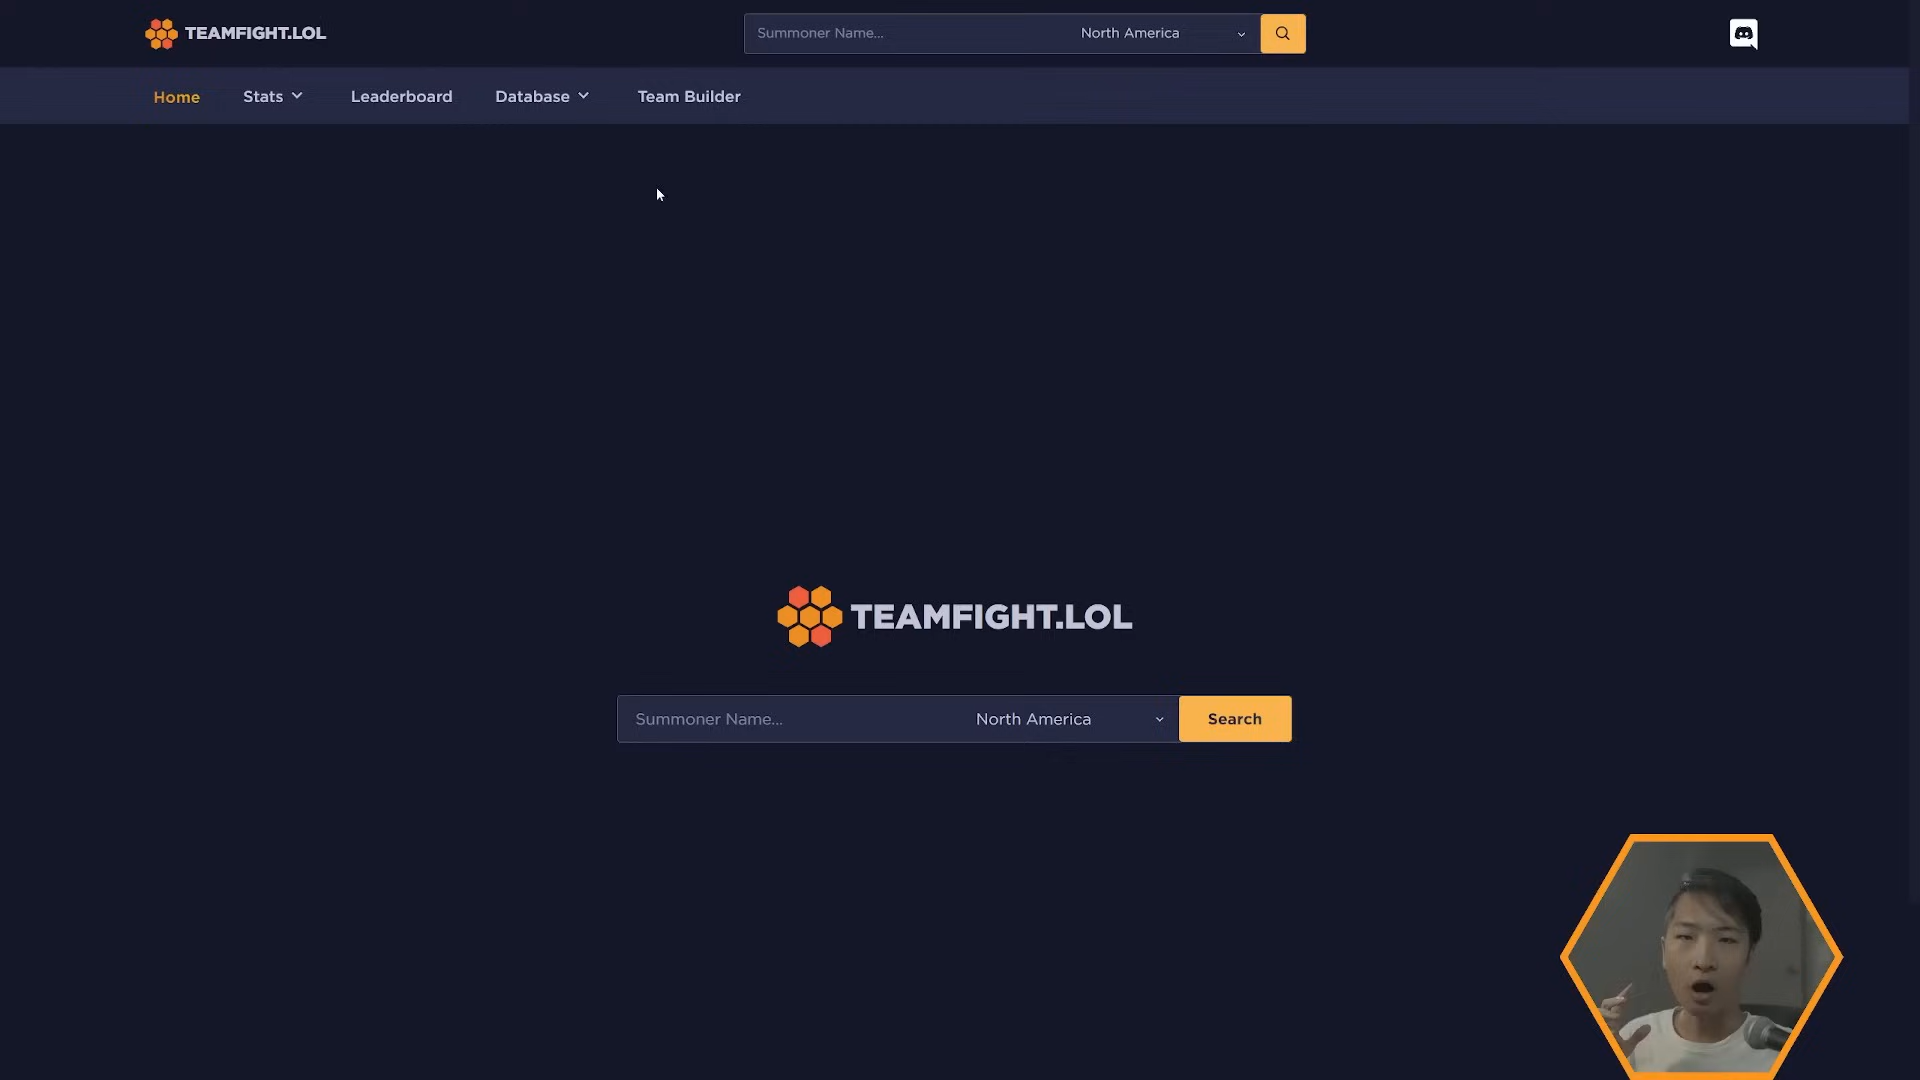 TEAMFIGHT.LOL
Summoner Name...
North America
Home
Stats
Leaderboard
Database
Team Builder
TEAMFIGHT.LOL
Summoner Name...
North America
Search